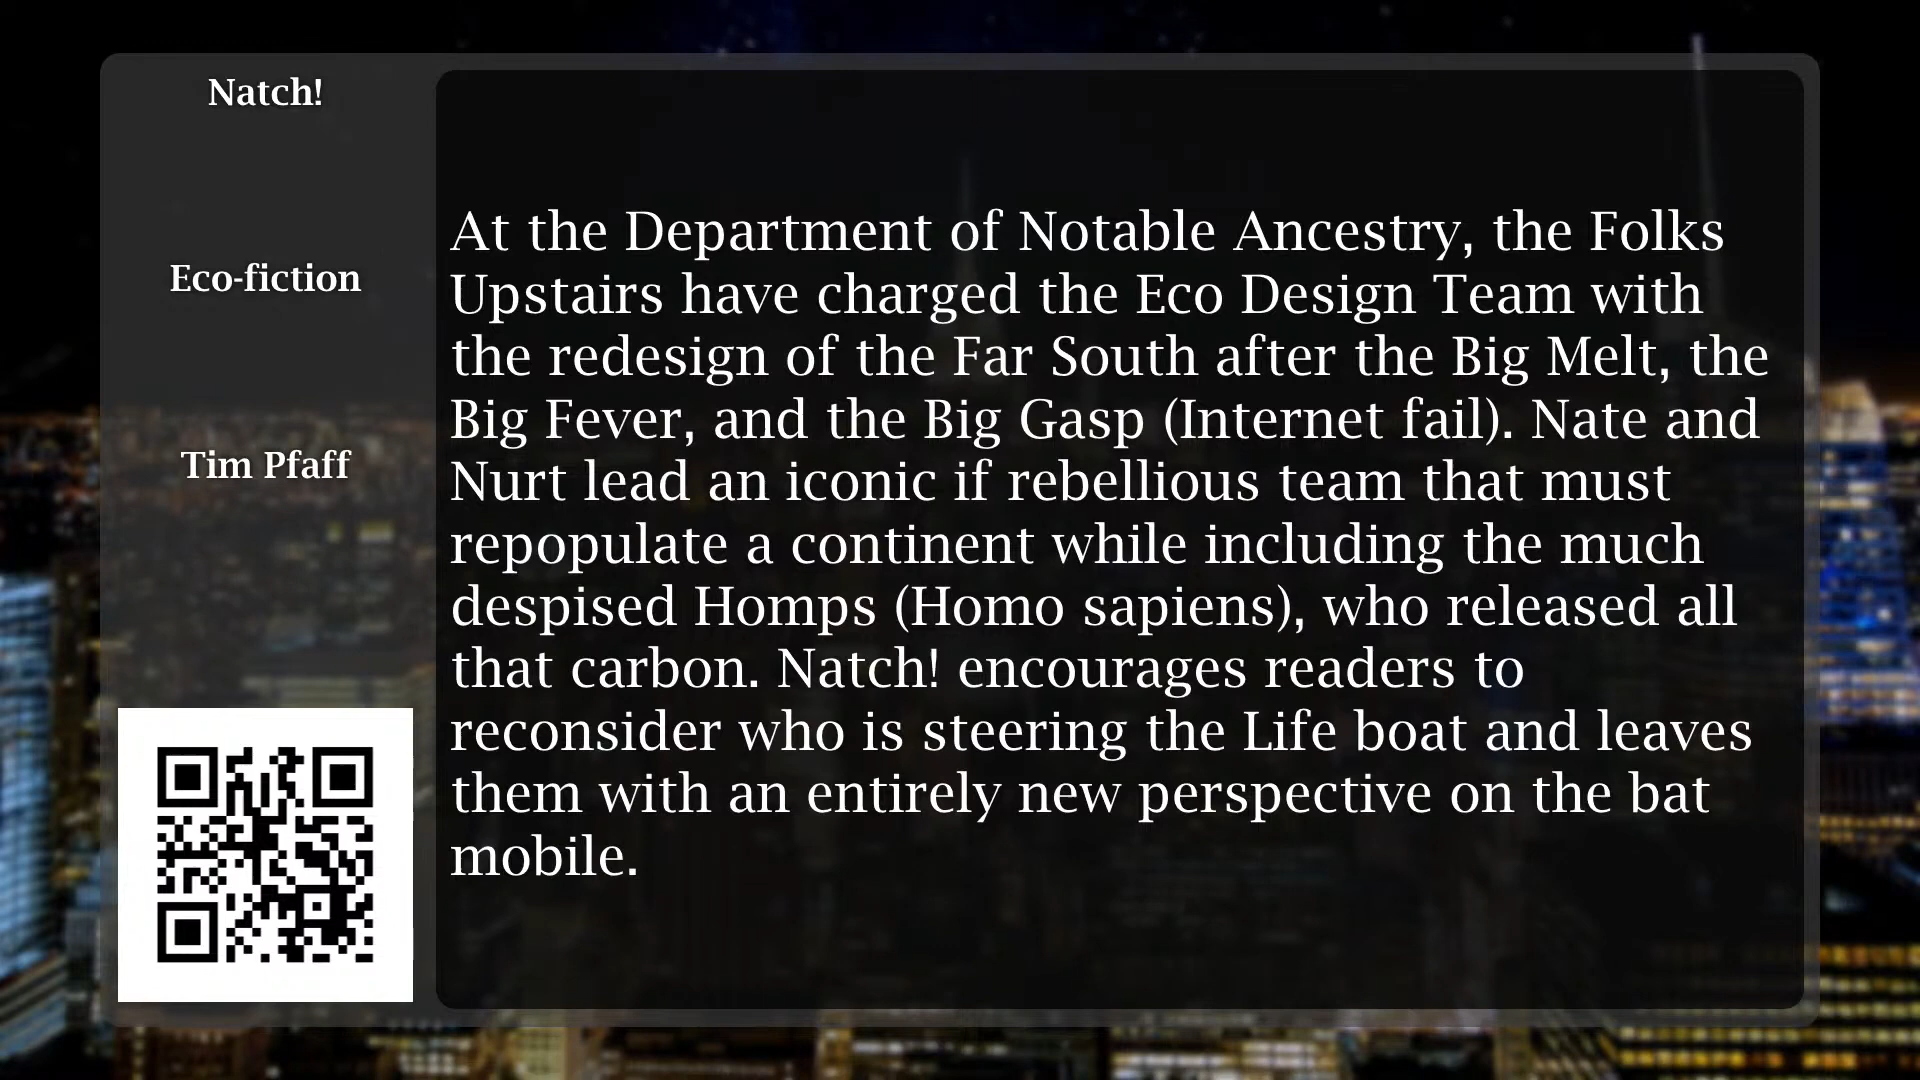 Natch!
Eco-fiction
Tim Pfaff
At the Department of Notable Ancestry, the Folks
Upstairs have charged the Eco Design Team with
the redesign of the Far South after the Big Melt, the
Big Fever, and the Big Gasp (Internet fail). Nate and
Nurt lead an iconic if rebellious team that must
repopulate a continent while including the much
despised Homps (Homo sapiens), who released all
that carbon. Natch! encourages readers to
reconsider who is steering the Life boat and leaves
them with an entirely new perspective on the bat
mobile.